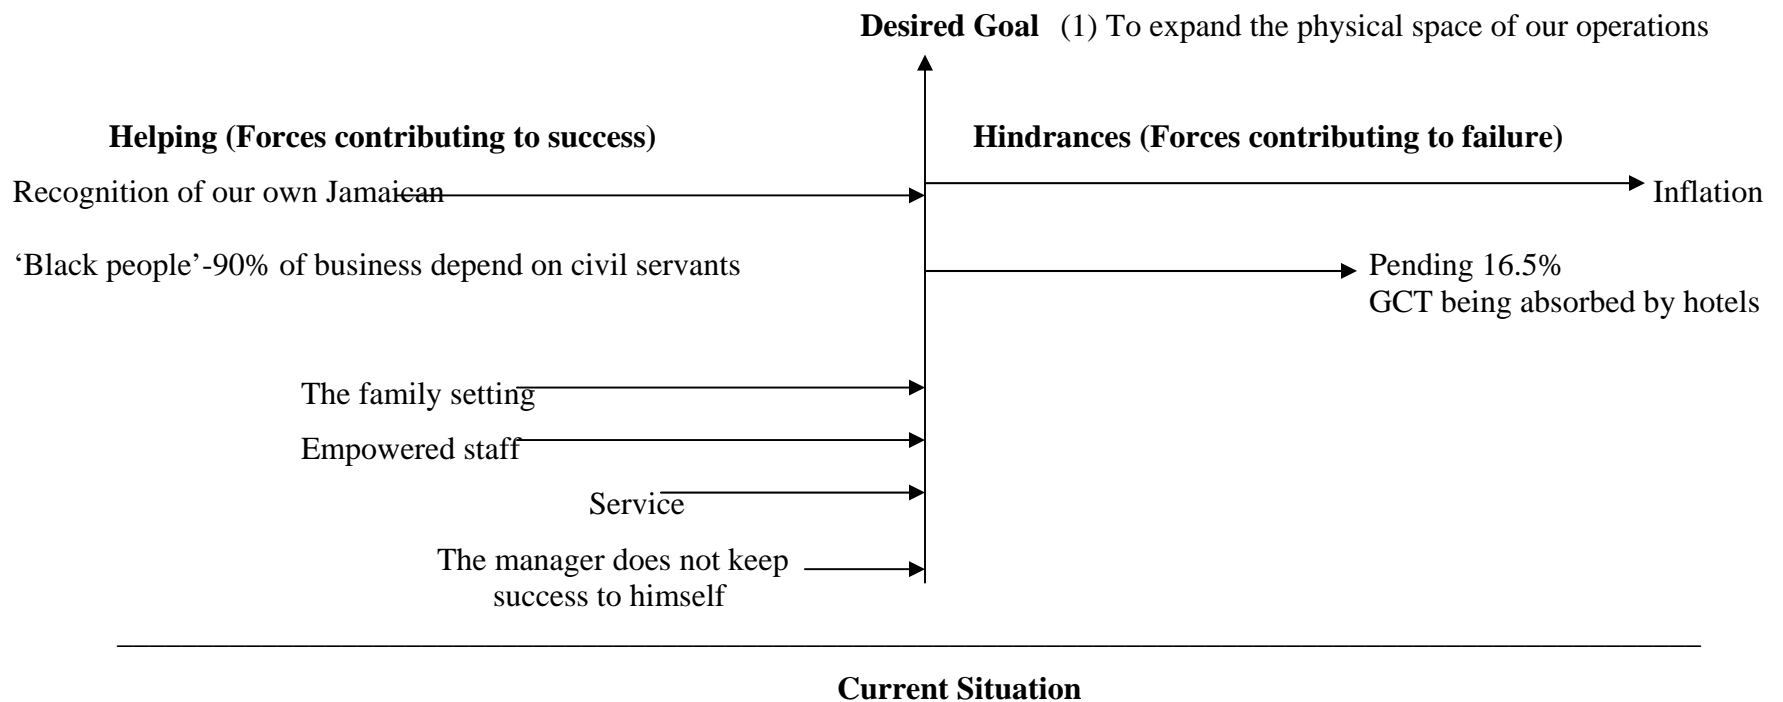 Desired Goal (1) To expand the physical space of our operations
Helping (Forces contributing to success)
Hindrances (Forces contributing to failure)
Recognition of our own Jamaican
Inflation
‘Black people’-90% of business depend on civil servants
Pending 16.5%
GCT being absorbed by hotels
The family setting
Empowered staff
Service
The manager does not keep
success to himself
Current Situation